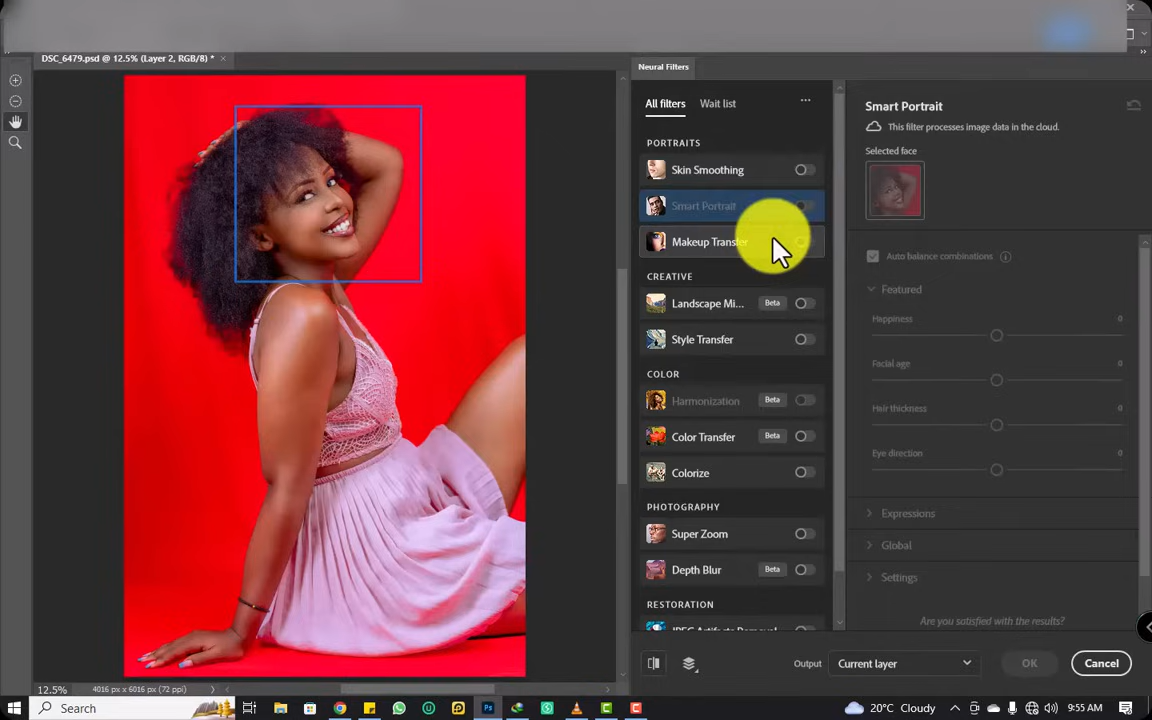 DSC_6479.psd @ 12.5% (Layer 2, RGB/8) *
Neural Filters
All filters
Wait list
PORTRAITS
Skin Smoothing
Smart Portrait
Makeup Transfer
CREATIVE
Landscape Mi...
Beta
Style Transfer
COLOR
Harmonization
Beta
Color Transfer
Beta
Colorize
PHOTOGRAPHY
Super Zoom
Depth Blur
Beta
RESTORATION
JPEG Artifacts Removal
Smart Portrait
This filter processes image data in the cloud.
Selected face
Auto balance combinations
Featured
Happiness
0
Facial age
0
Hair thickness
0
Eye direction
0
Expressions
Global
Settings
Are you satisfied with the results?
Output
Current layer
OK
Cancel
12.5%
4016 px x 6016 px (72 ppi)
Search
20°C Cloudy
9:55 AM